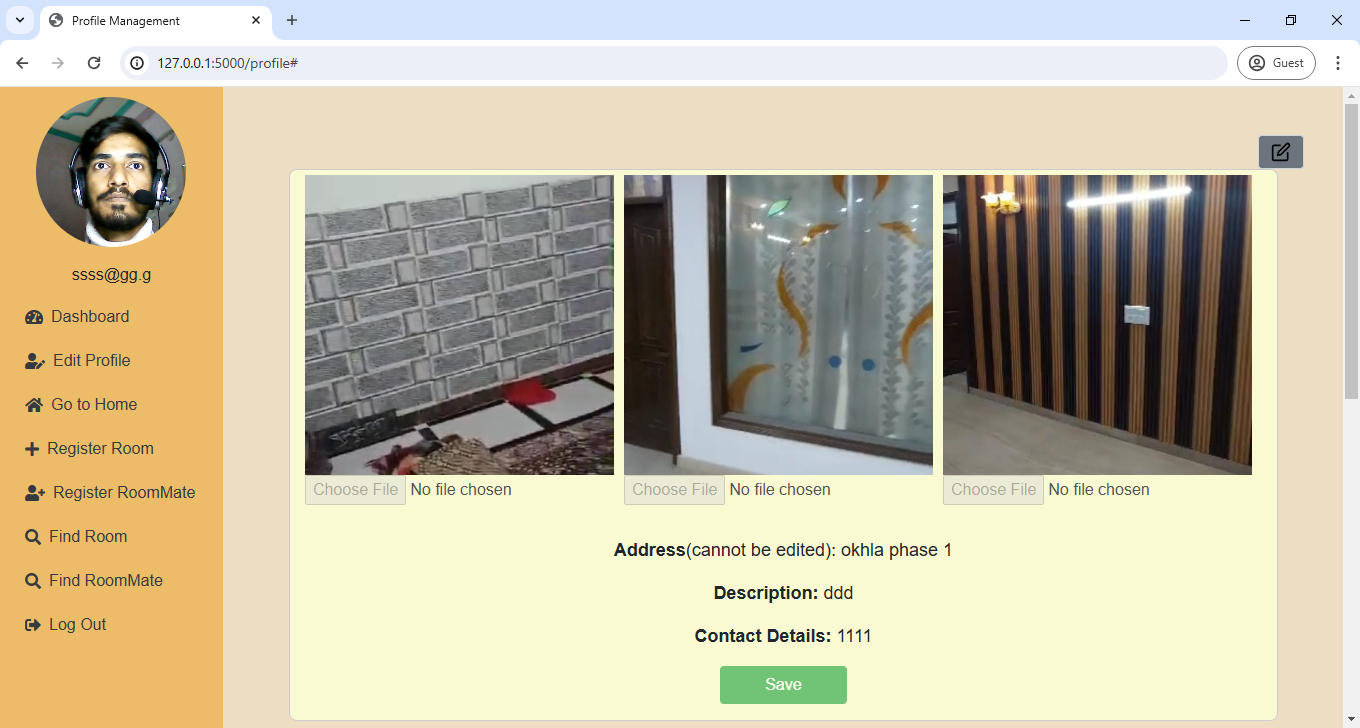 Profile Management
127.0.0.1:5000/profile#
Guest
ssss@gg.g
Dashboard
Edit Profile
Go to Home
Register Room
Register RoomMate
Find Room
Find RoomMate
Log Out
Choose File No file chosen
Choose File No file chosen
Choose File No file chosen
Address(cannot be edited): okhla phase 1
Description: ddd
Contact Details: 1111
Save